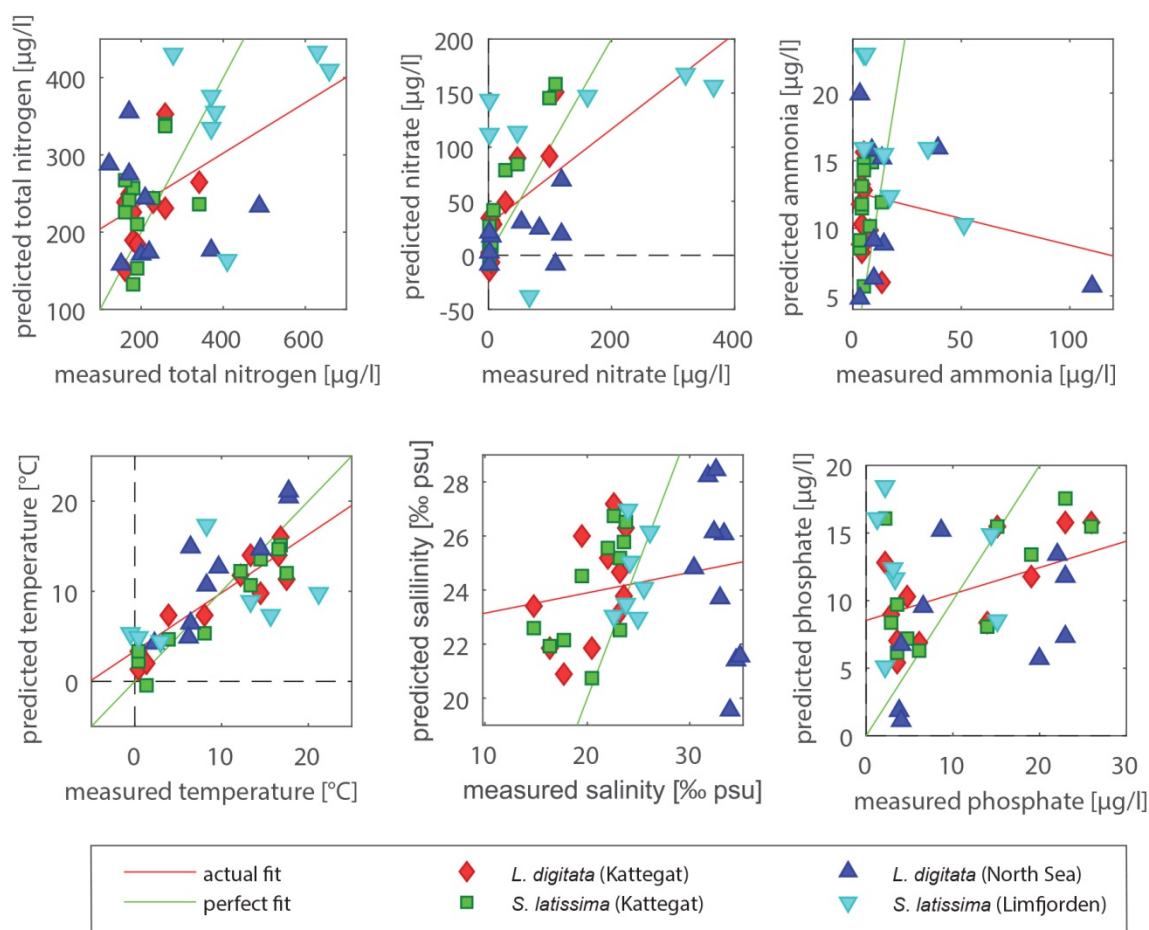 predicted total nitrogen [µg/l]
400
300
200
100
200
400
600
measured total nitrogen [µg/l]
predicted nitrate [µg/l]
200
150
100
50
0
-50
0
200
400
measured nitrate [µg/l]
predicted ammonia [µg/l]
20
15
10
5
0
50
100
measured ammonia [µg/l]
predicted temperature [°C]
20
10
0
0
10
20
measured temperature [°C]
predicted saliinity [‰ psu]
28
26
24
22
20
10
20
30
measured salinity [‰ psu]
predicted phosphate [µg/l]
20
15
10
5
0
0
10
20
30
measured phosphate [µg/l]
actual fit
perfect fit
L. digitata (Kattegat)
S. latissima (Kattegat)
L. digitata (North Sea)
S. latissima (Limfjorden)